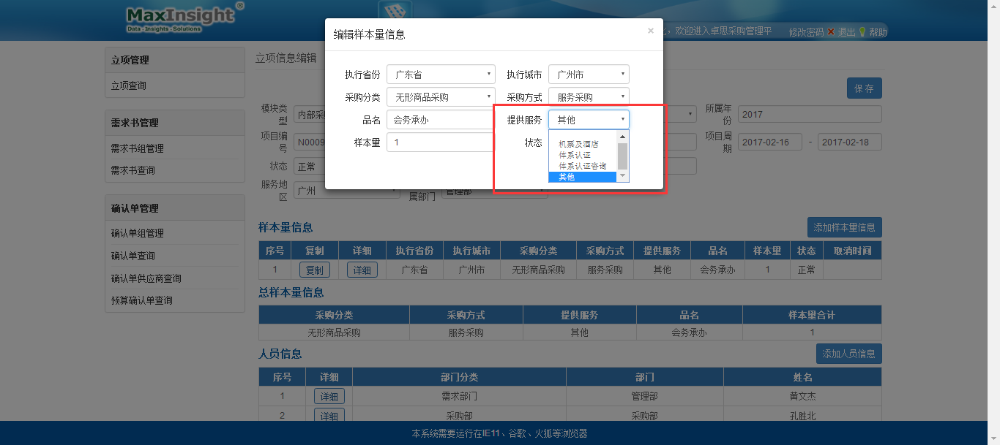 MaxInsight®
Data - Insights - Solutions
，欢迎进入卓思采购管理平
修改密码 退出 帮助
编辑样本量信息
×
执行省份 广东省 执行城市 广州市
采购分类 无形商品采购 采购方式 服务采购
品名 会务承办 提供服务 其他
样本量 1 状态
机票及酒店
体系认证
体系认证咨询
其他
立项管理
立项查询
需求书管理
需求书组管理
需求书查询
确认单管理
确认单组管理
确认单查询
确认单供应商查询
预算确认单查询
立项信息编辑
保存
模块类型 内部采 所属年份 2017
项目编号 N0009 项目周期 2017-02-16 - 2017-02-18
状态 正常
服务地区 广州 属部门 管理部
样本量信息 添加样本量信息
序号 复制 详细 执行省份 执行城市 采购分类 采购方式 提供服务 品名 样本量 状态 取消时间
1 复制 详细 广东省 广州市 无形商品采购 服务采购 其他 会务承办 1 正常
总样本量信息
采购分类 采购方式 提供服务 品名 样本量合计
无形商品采购 服务采购 其他 会务承办 1
人员信息 添加人员信息
序号 详细 部门分类 部门 姓名
1 详细 需求部门 管理部 黄文杰
2 详细 采购部 采购部 孔胜北
本系统需要运行在IE11、谷歌、火狐等浏览器